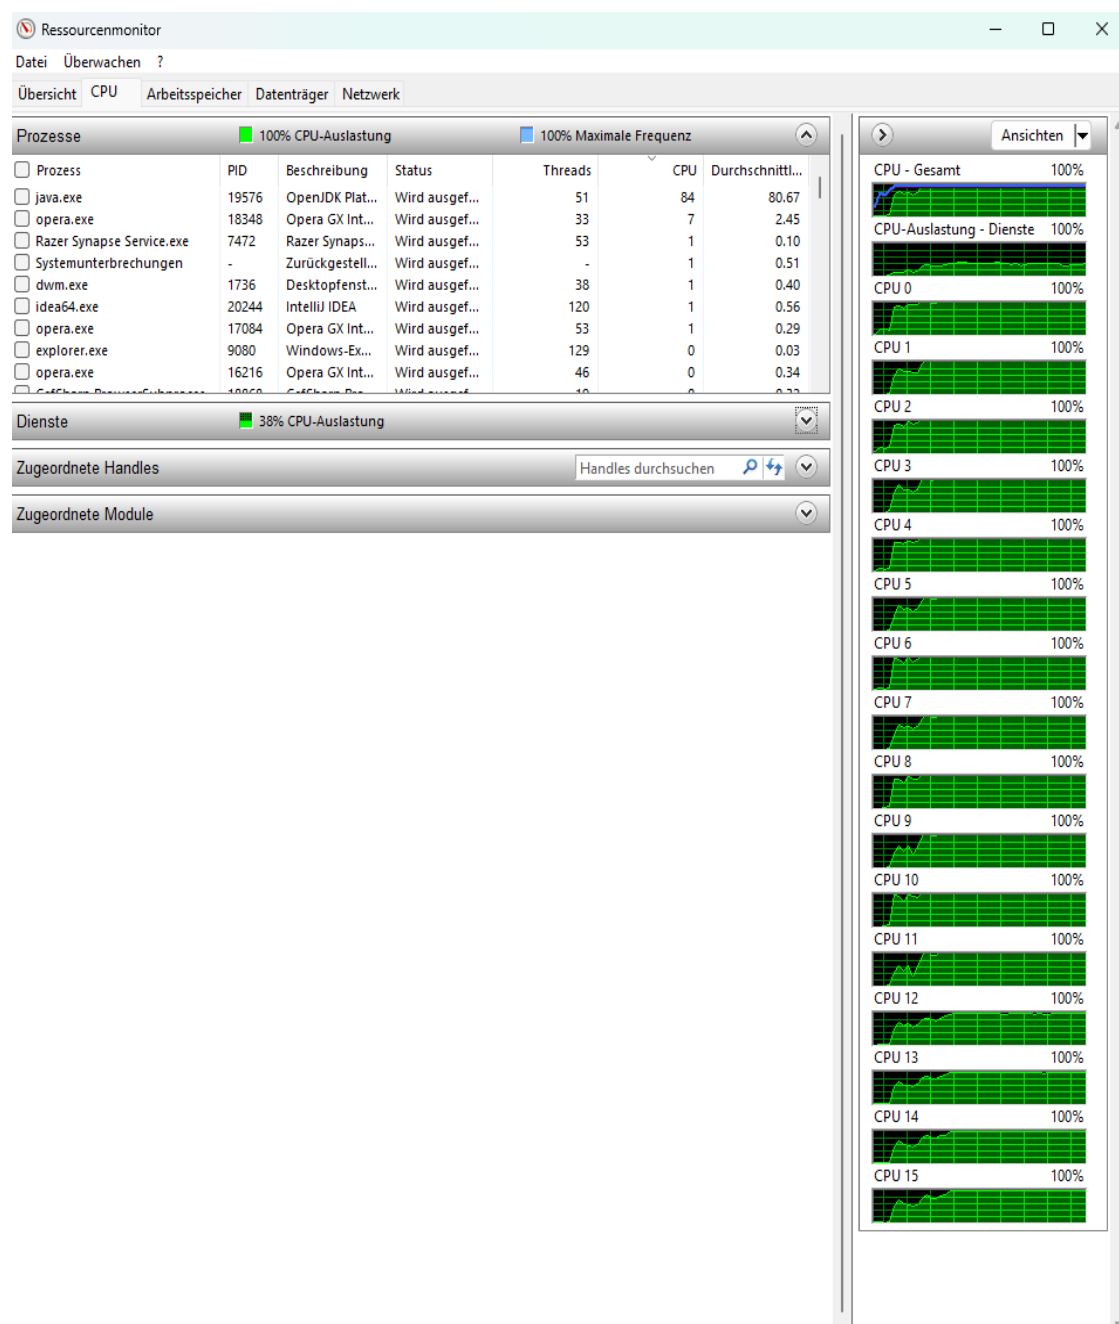 Ressourcenmonitor
Datei Überwachen ?
Übersicht CPU Arbeitsspeicher Datenträger Netzwerk
Prozesse 100% CPU-Auslastung 100% Maximale Frequenz
Prozess PID Beschreibung Status Threads CPU Durchschnittl...
java.exe 19576 OpenJDK Plat... Wird ausgef... 51 84 80.67
opera.exe 18348 Opera GX Int... Wird ausgef... 33 7 2.45
Razer Synapse Service.exe 7472 Razer Synaps... Wird ausgef... 53 1 0.10
Systemunterbrechungen - Zurückgestell... Wird ausgef... - 1 0.51
dwm.exe 1736 Desktopfenst... Wird ausgef... 38 1 0.40
idea64.exe 20244 IntelliJ IDEA Wird ausgef... 120 1 0.56
opera.exe 17084 Opera GX Int... Wird ausgef... 53 1 0.29
explorer.exe 9080 Windows-Ex... Wird ausgef... 129 0 0.03
opera.exe 16216 Opera GX Int... Wird ausgef... 46 0 0.34
Dienste 38% CPU-Auslastung
Zugeordnete Handles Handles durchsuchen
Zugeordnete Module
Ansichten
CPU - Gesamt 100%
CPU-Auslastung - Dienste 100%
CPU 0 100%
CPU 1 100%
CPU 2 100%
CPU 3 100%
CPU 4 100%
CPU 5 100%
CPU 6 100%
CPU 7 100%
CPU 8 100%
CPU 9 100%
CPU 10 100%
CPU 11 100%
CPU 12 100%
CPU 13 100%
CPU 14 100%
CPU 15 100%